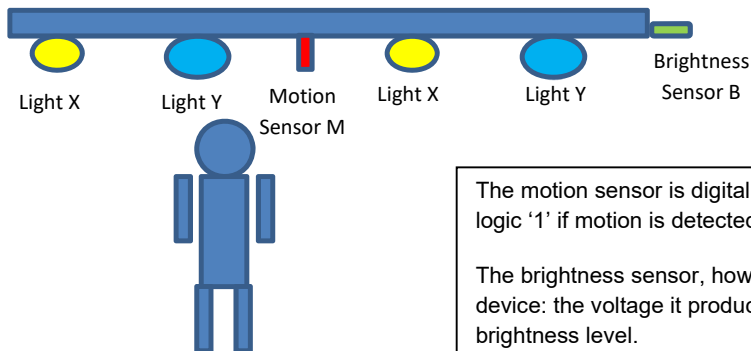 Light X
Light Y
Motion
Sensor M
Light X
Light Y
Brightness
Sensor B
The motion sensor is digital
logic ‘1’ if motion is detected
The brightness sensor, how
device: the voltage it produc
brightness level.